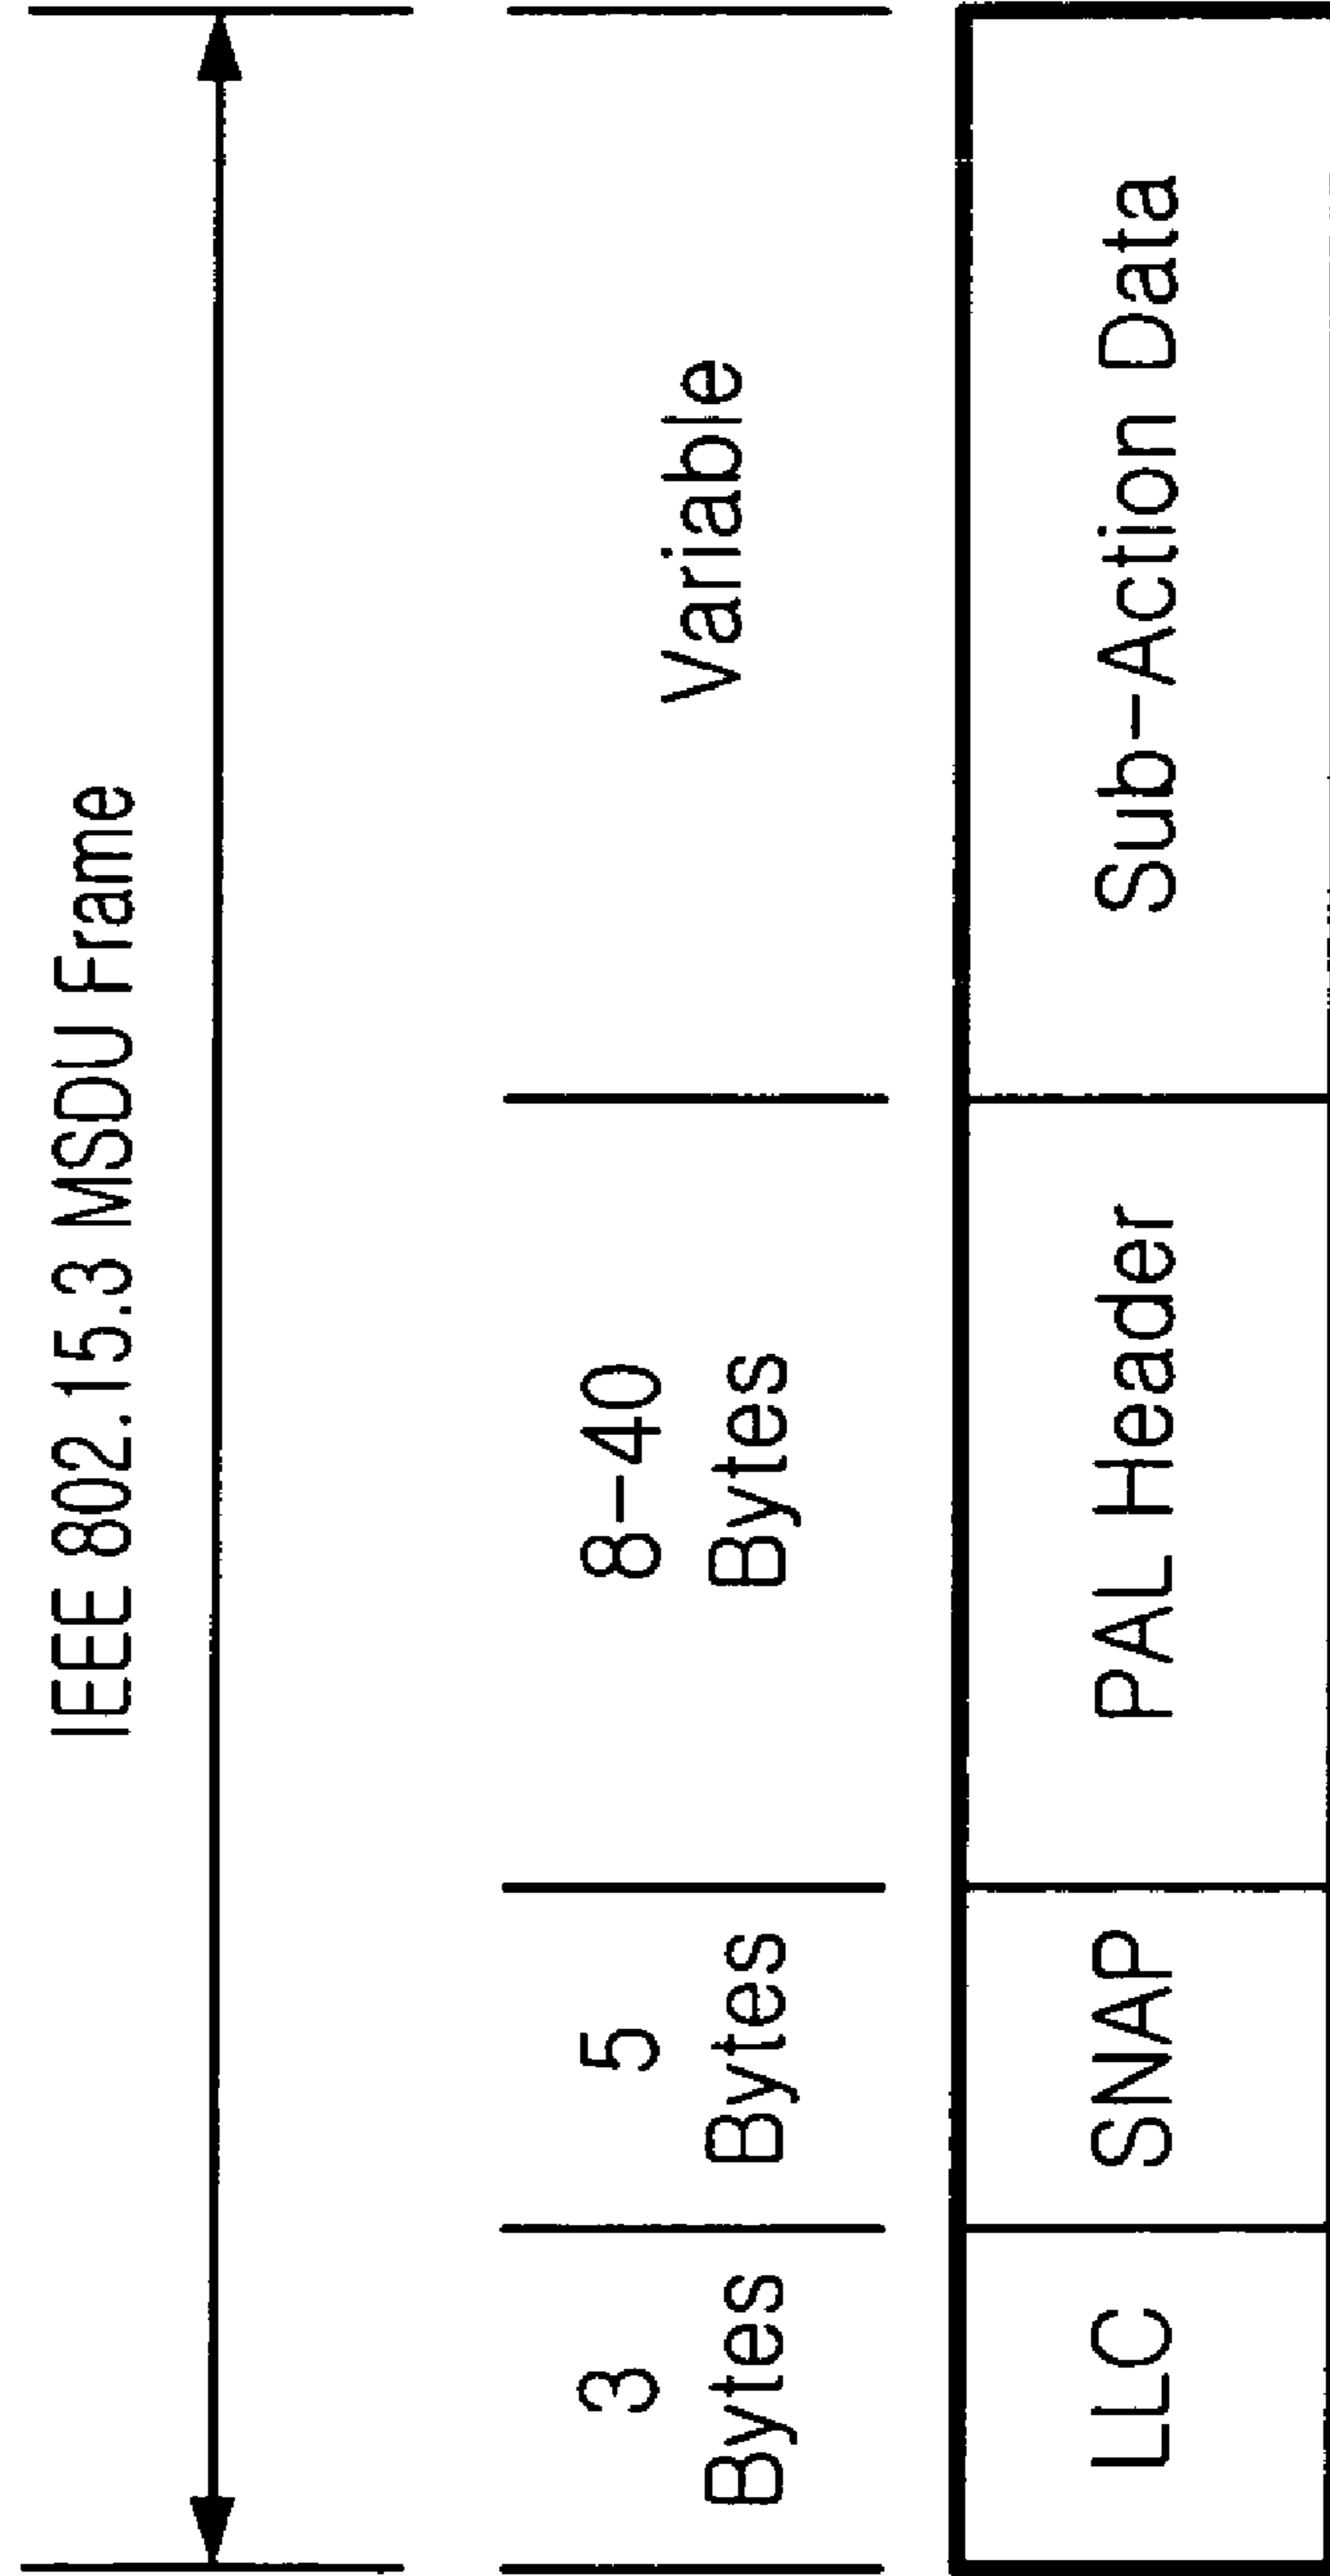 IEEE 802.15.3 MSDU Frame
3
Bytes
5
Bytes
8-40
Bytes
Variable
LLC
SNAP
PAL Header
Sub-Action Data